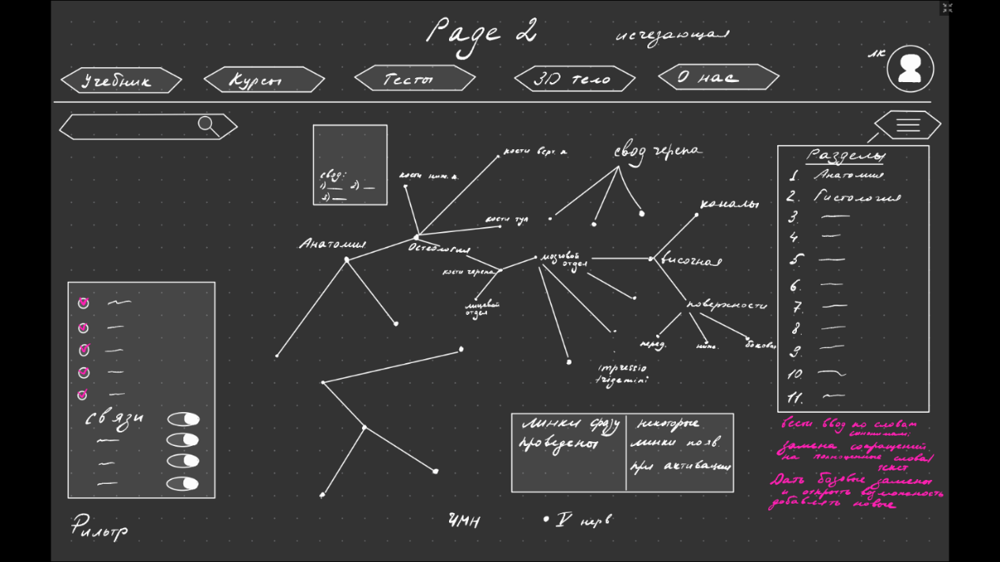 Page 2
исчезающая
ЛК
Учебник
Курсы
Тесты
3D тело
О нас
свод:
1) 2)
3)
кости ниж. к.
кости верх. к
кости тул
свод черепа
каналы
Анатомия
Остеология
кости черепа
мозговой
отдел
височная
лицевой
отдел
поверхности
перед.
нижн.
боковая
impressio
trigemini
Разделы
1. Анатомия
2. Гистология
3.
4.
5.
6.
7.
8.
9.
10.
11.
связи
Фильтр
линки сразу
проведены
некоторые
линки появ.
при активации
ЧМН
V нерв
вести ввод по словам
синонимам:
замена сокращений
на полноценные слова/
текст
Дать базовые замены
и открыть возможность
добавлять новые